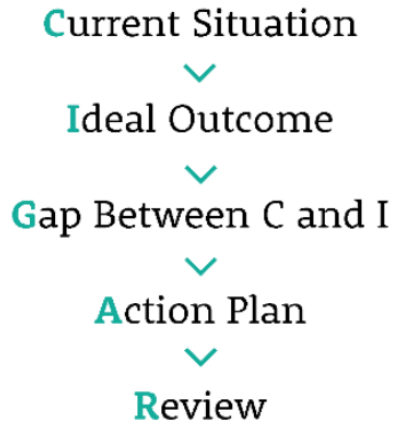 Current Situation
Ideal Outcome
Gap Between C and I
Action Plan
Review